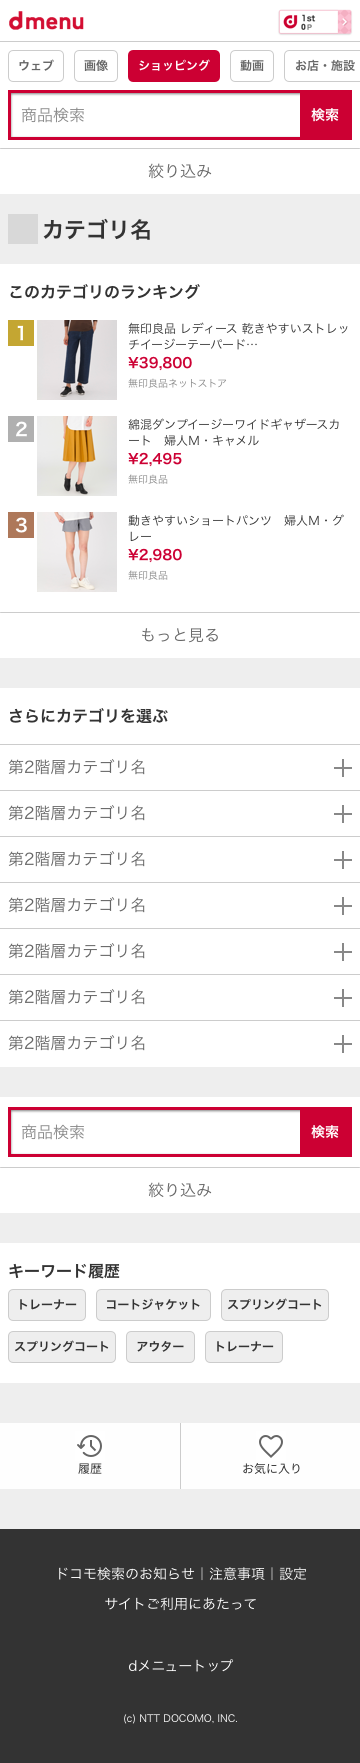 dmenu
d 1st
0P
ウェブ 画像 ショッピング 動画 お店・施設
商品検索 検索
絞り込み
カテゴリ名
このカテゴリのランキング
1
無印良品 レディース 乾きやすいストレッ
チイージーテーパード…
¥39,800
無印良品ネットストア
2
綿混ダンプイージーワイドギャザースカ
ート　婦人M・キャメル
¥2,495
無印良品
3
動きやすいショートパンツ　婦人M・グ
レー
¥2,980
無印良品
もっと見る
さらにカテゴリを選ぶ
第2階層カテゴリ名
第2階層カテゴリ名
第2階層カテゴリ名
第2階層カテゴリ名
第2階層カテゴリ名
第2階層カテゴリ名
第2階層カテゴリ名
商品検索 検索
絞り込み
キーワード履歴
トレーナー コートジャケット スプリングコート
スプリングコート アウター トレーナー
履歴 お気に入り
ドコモ検索のお知らせ｜注意事項｜設定
サイトご利用にあたって
dメニュートップ
(c) NTT DOCOMO, INC.